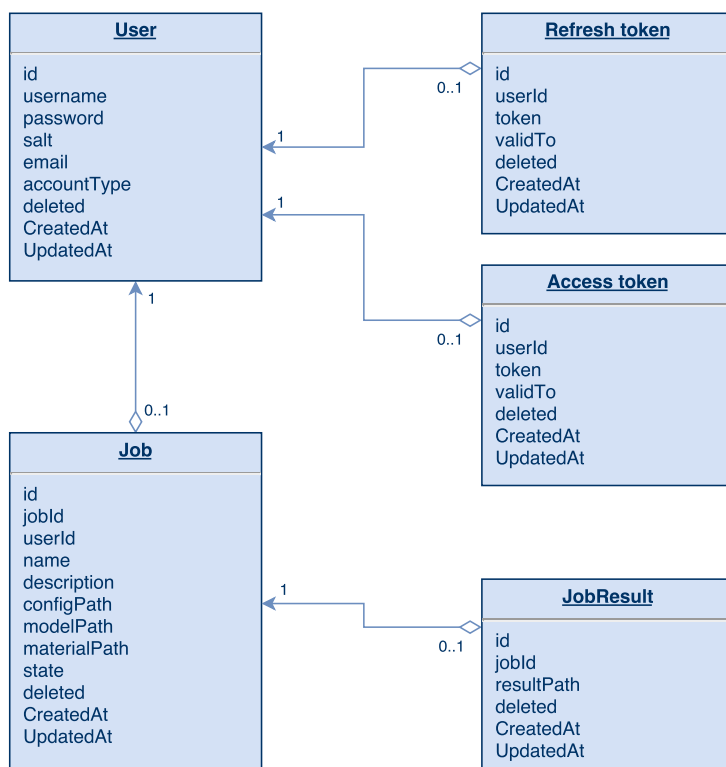 User
id
username
password
salt
email
accountType
deleted
CreatedAt
UpdatedAt
Refresh token
id
userId
token
validTo
deleted
CreatedAt
UpdatedAt
0..1
1
1
Access token
id
userId
token
validTo
deleted
CreatedAt
UpdatedAt
0..1
1
0..1
Job
id
jobId
userId
name
description
configPath
modelPath
materialPath
state
deleted
CreatedAt
UpdatedAt
1
0..1
JobResult
id
jobId
resultPath
deleted
CreatedAt
UpdatedAt